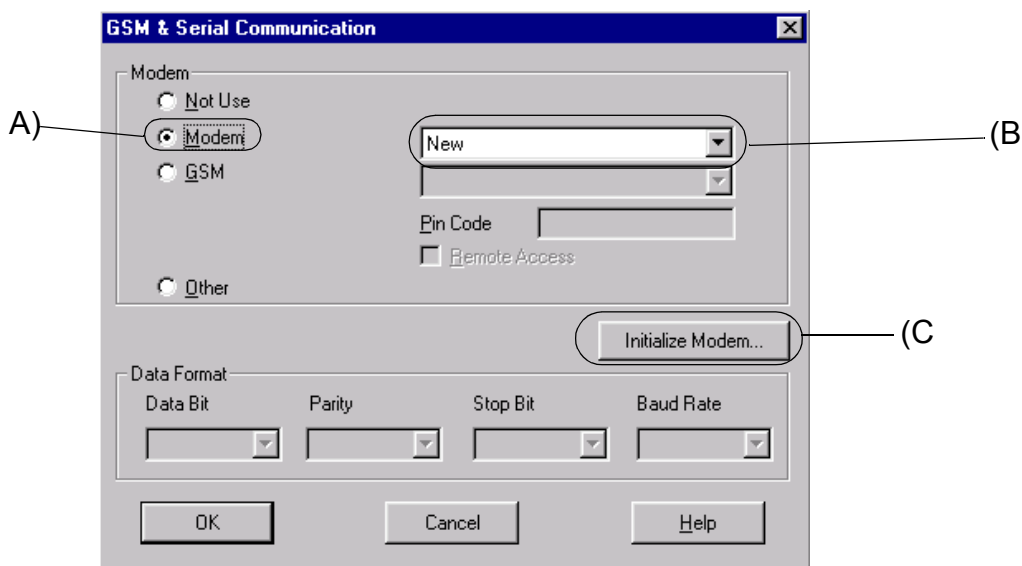 GSM & Serial Communication
Modem
Not Use
A)
Modem
New
(B
GSM
Pin Code
Remote Access
Other
Initialize Modem...
(C
Data Format
Data Bit Parity Stop Bit Baud Rate
OK Cancel Help